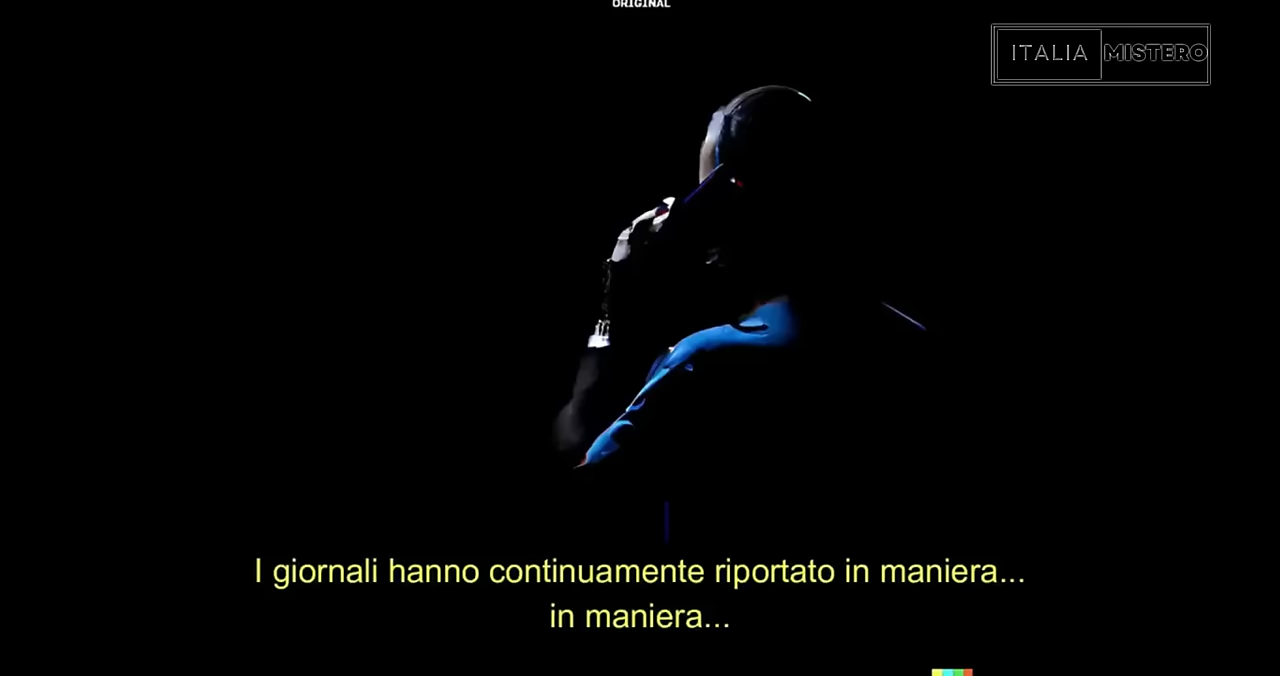 ORIGINAL
ITALIA MISTERO
I giornali hanno continuamente riportato in maniera...
in maniera...